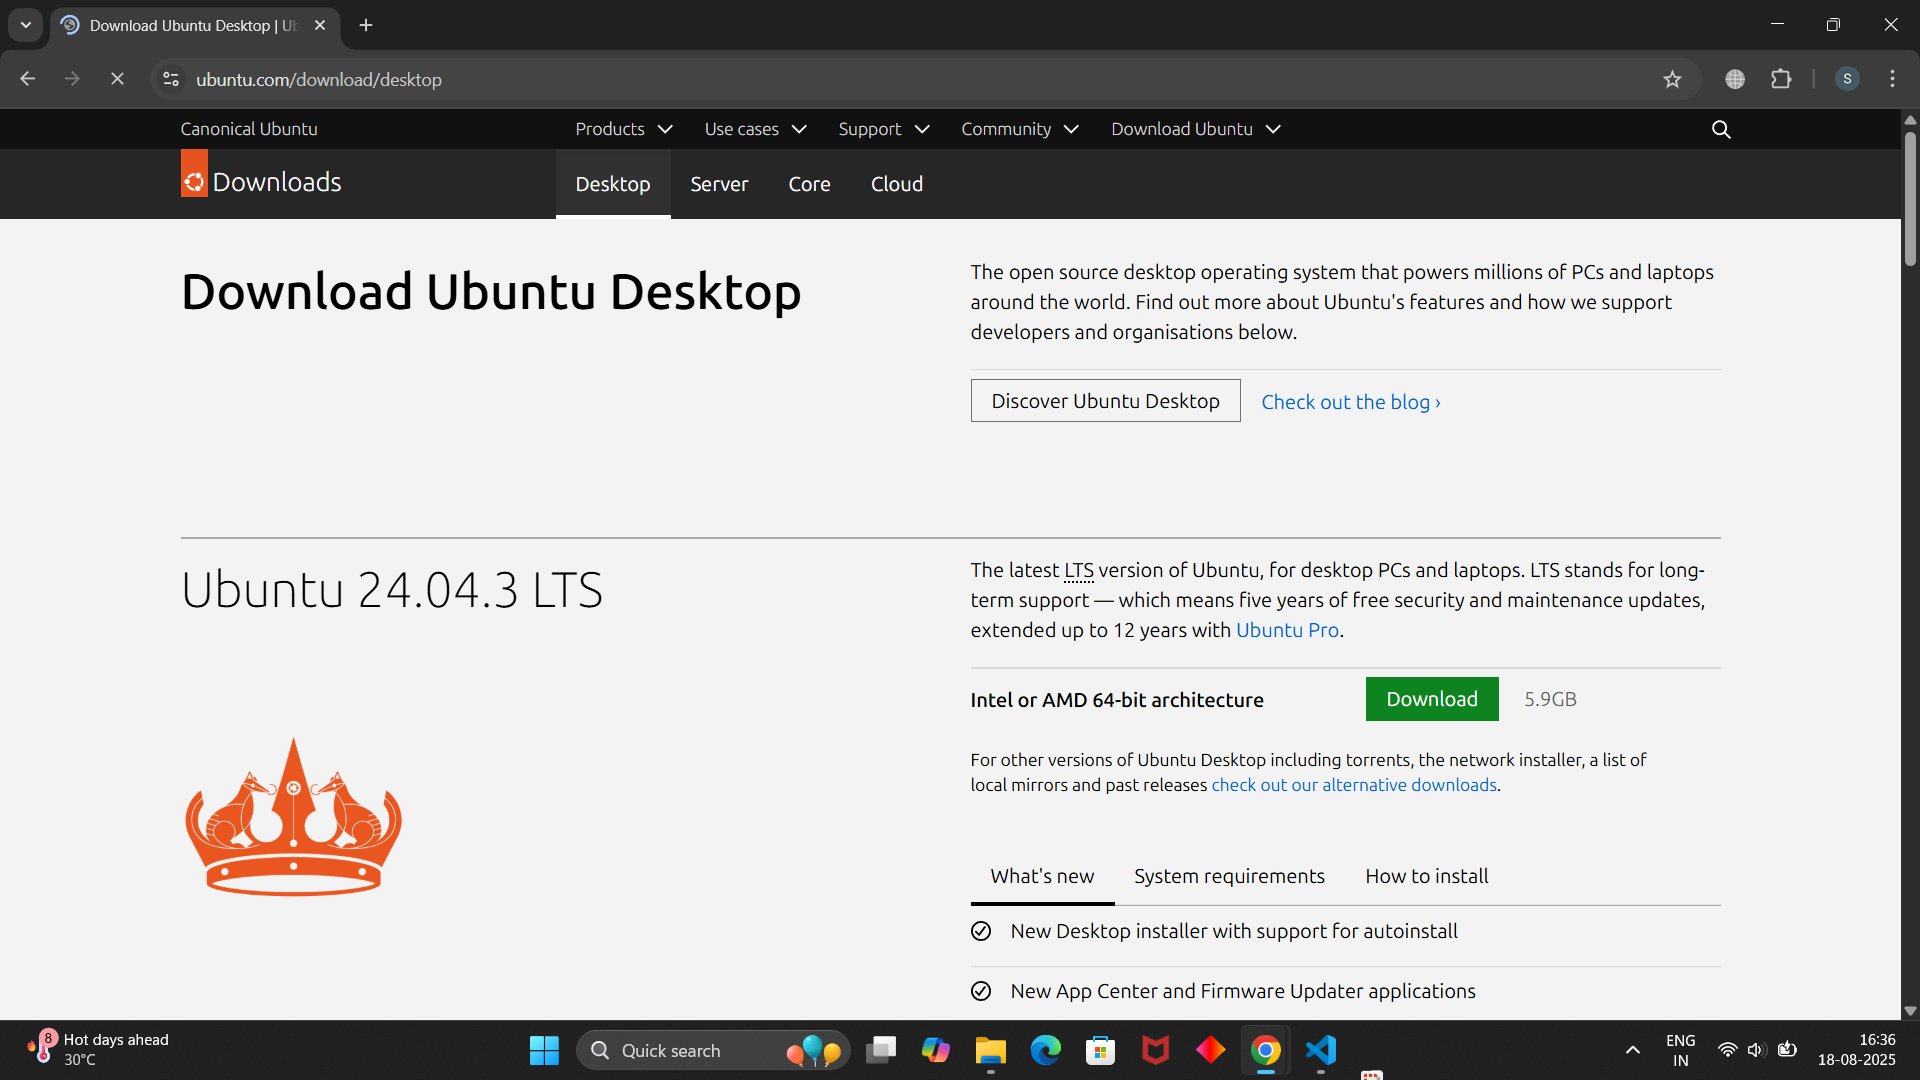 Download Ubuntu Desktop | Ub
ubuntu.com/download/desktop
S
Canonical Ubuntu
Products
Use cases
Support
Community
Download Ubuntu
Downloads
Desktop
Server
Core
Cloud
Download Ubuntu Desktop
The open source desktop operating system that powers millions of PCs and laptops
around the world. Find out more about Ubuntu's features and how we support
developers and organisations below.
Discover Ubuntu Desktop
Check out the blog ›
Ubuntu 24.04.3 LTS
The latest LTS version of Ubuntu, for desktop PCs and laptops. LTS stands for long-
term support — which means five years of free security and maintenance updates,
extended up to 12 years with Ubuntu Pro.
Intel or AMD 64-bit architecture
Download
5.9GB
For other versions of Ubuntu Desktop including torrents, the network installer, a list of
local mirrors and past releases check out our alternative downloads.
What's new
System requirements
How to install
New Desktop installer with support for autoinstall
New App Center and Firmware Updater applications
8
Hot days ahead
30°C
Quick search
ENG
IN
16:36
18-08-2025